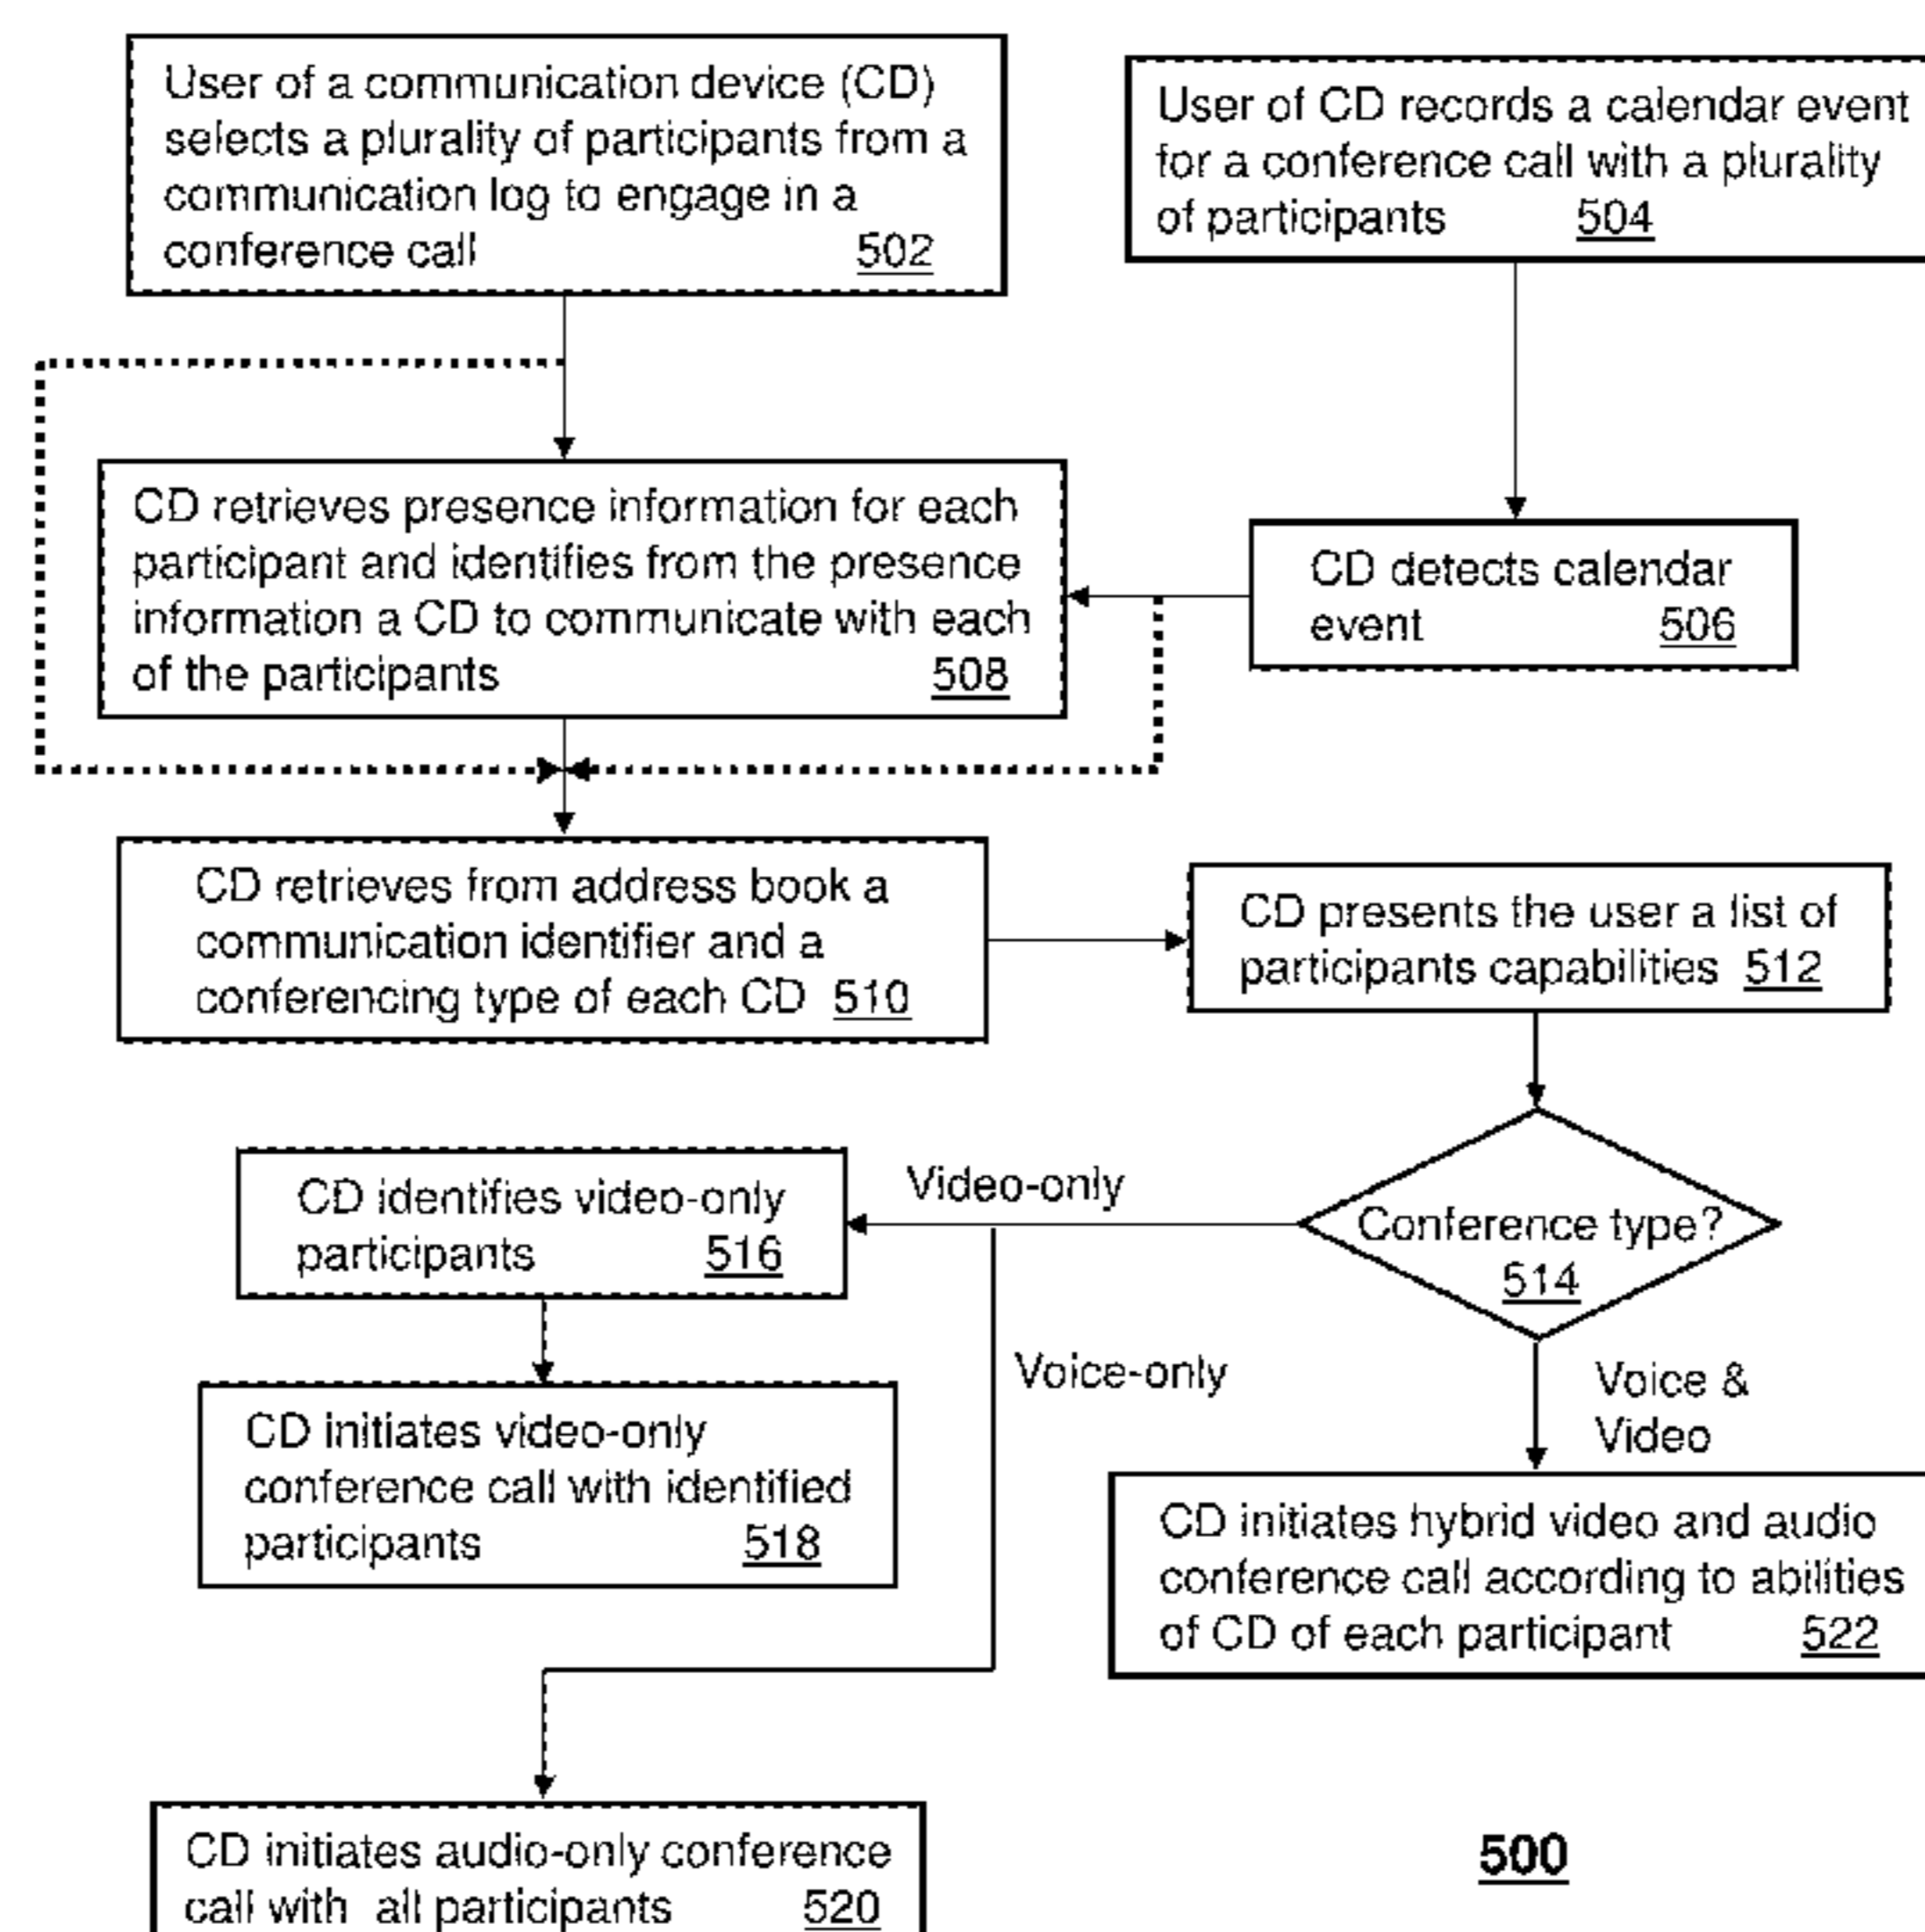 User of a communication device (CD)
selects a plurality of participants from a
communication log to engage in a
conference call 502
User of CD records a calendar event
for a conference call with a plurality
of participants 504
CD retrieves presence information for each
participant and identifies from the presence
information a CD to communicate with each
of the participants 508
CD detects calendar
event 506
CD retrieves from address book a
communication identifier and a
conferencing type of each CD 510
CD presents the user a list of
participants capabilities 512
Conference type?
514
Video-only
CD identifies video-only
participants 516
Voice-only
Voice &
Video
CD initiates video-only
conference call with identified
participants 518
CD initiates hybrid video and audio
conference call according to abilities
of CD of each participant 522
CD initiates audio-only conference
call with all participants 520
500